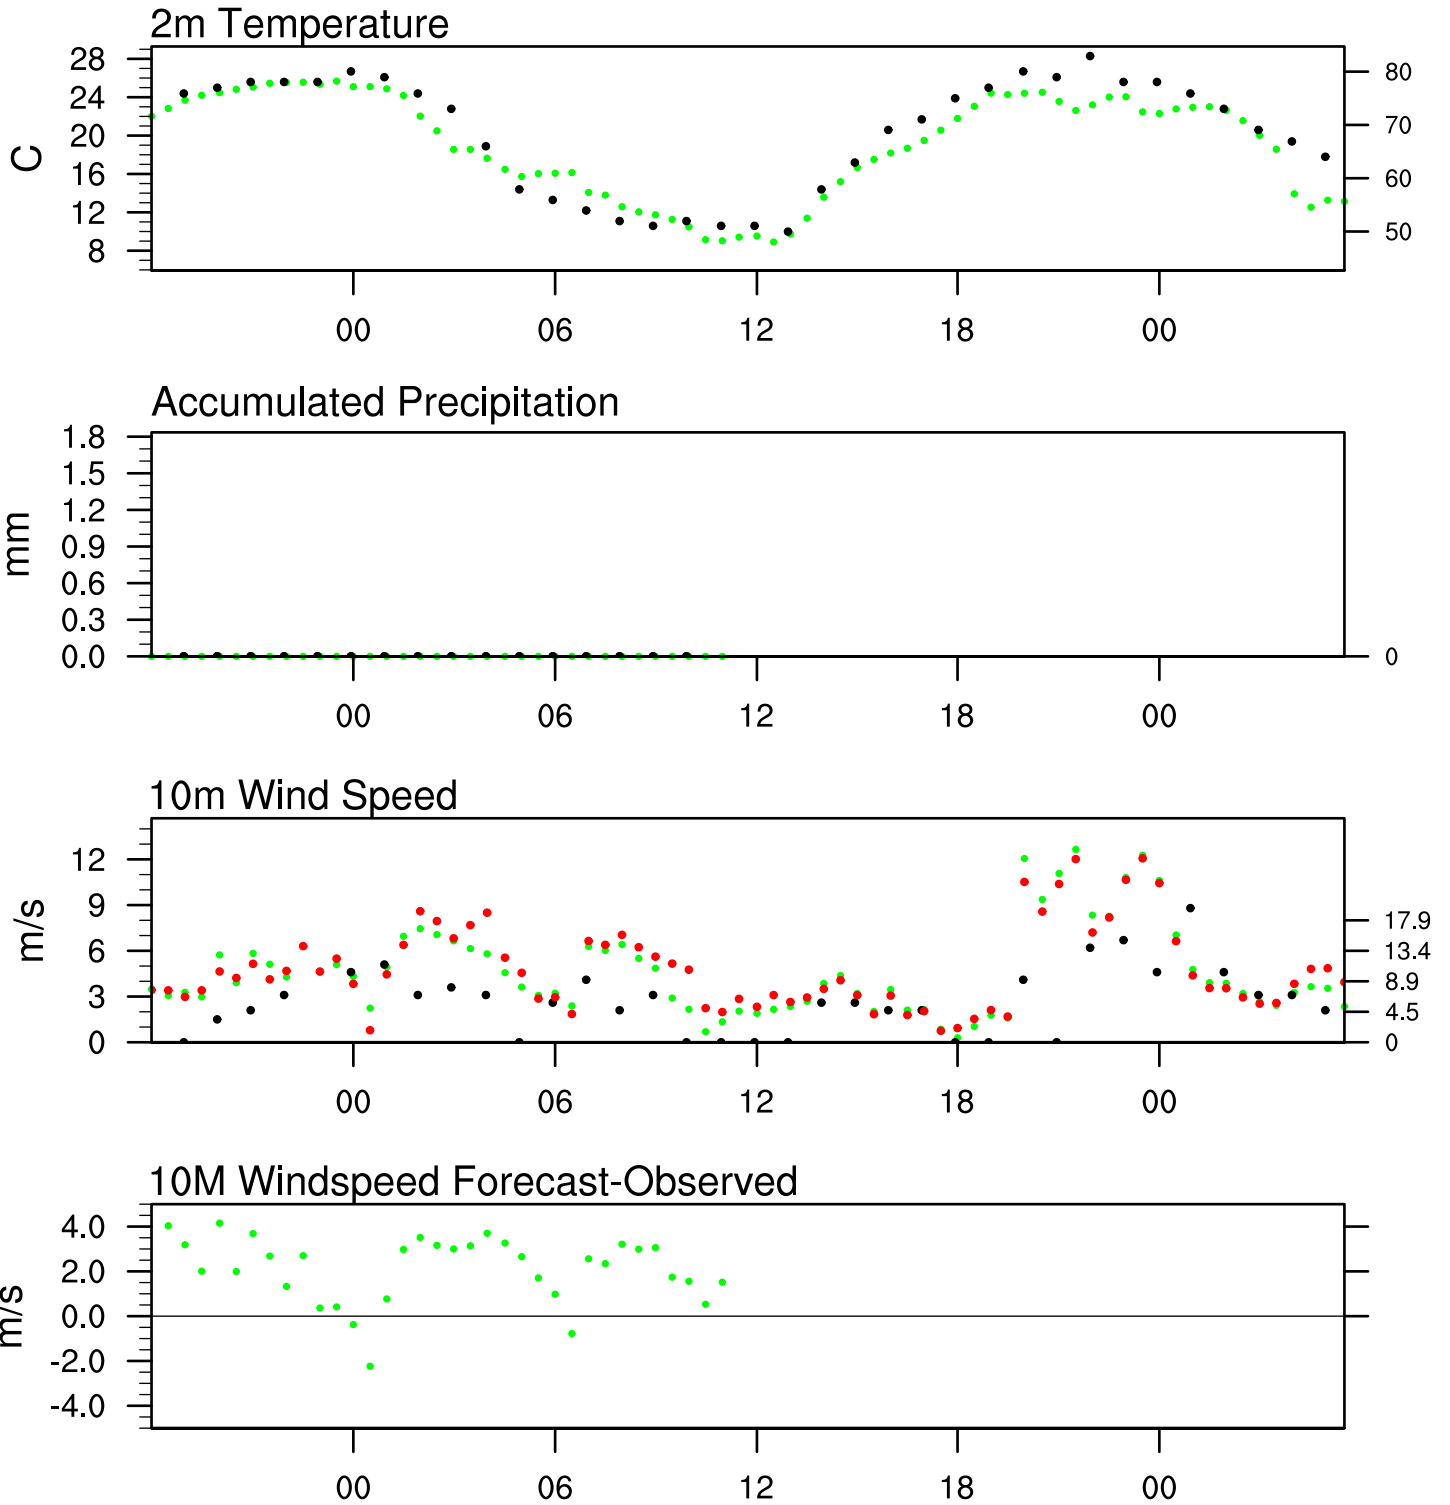 2m Temperature
28
24
20
16
12
8
C
80
70
60
50
00 06 12 18 00
Accumulated Precipitation
1.8
1.5
1.2
0.9
0.6
0.3
0.0
mm
0
00 06 12 18 00
10m Wind Speed
12
9
6
3
0
m/s
17.9
13.4
8.9
4.5
0
00 06 12 18 00
10M Windspeed Forecast-Observed
4.0
2.0
0.0
-2.0
-4.0
m/s
00 06 12 18 00